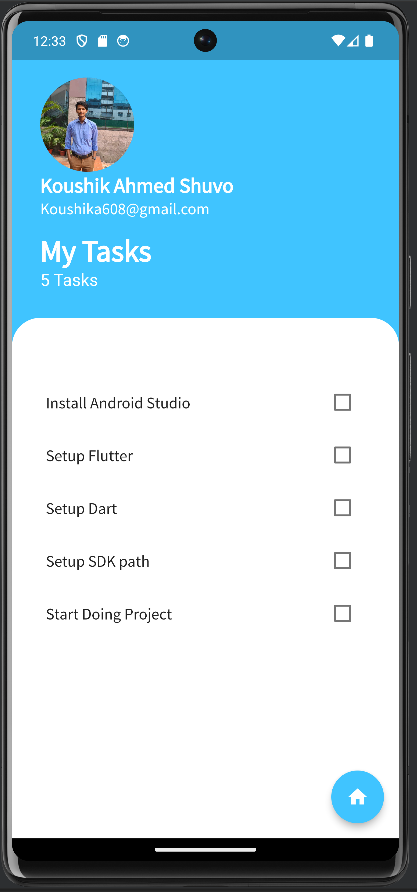 12:33
Koushik Ahmed Shuvo
Koushika608@gmail.com
My Tasks
5 Tasks
Install Android Studio
Setup Flutter
Setup Dart
Setup SDK path
Start Doing Project